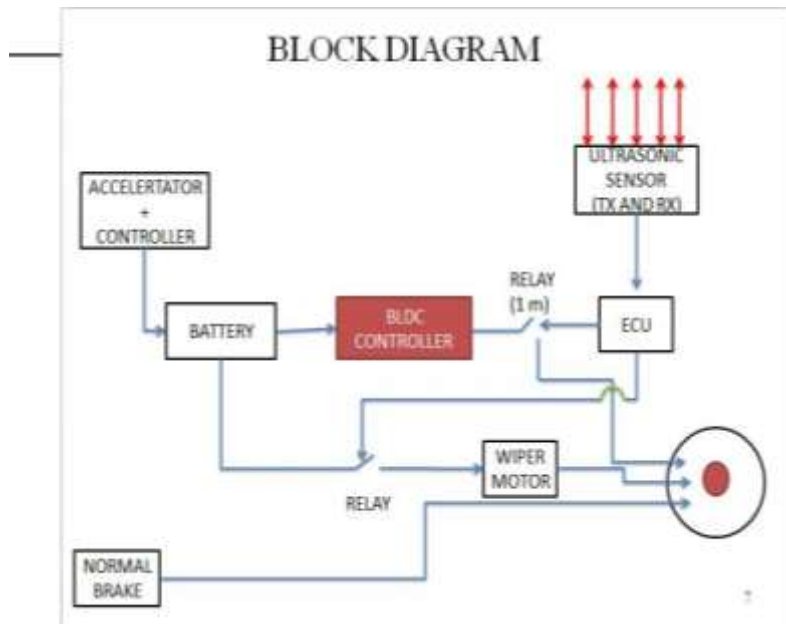 BLOCK DIAGRAM
ULTRASONIC
SENSOR
(TX AND RX)
ACCELERTATOR
+
CONTROLLER
RELAY
(1 m)
BATTERY
BLDC
CONTROLLER
ECU
WIPER
MOTOR
RELAY
NORMAL
BRAKE